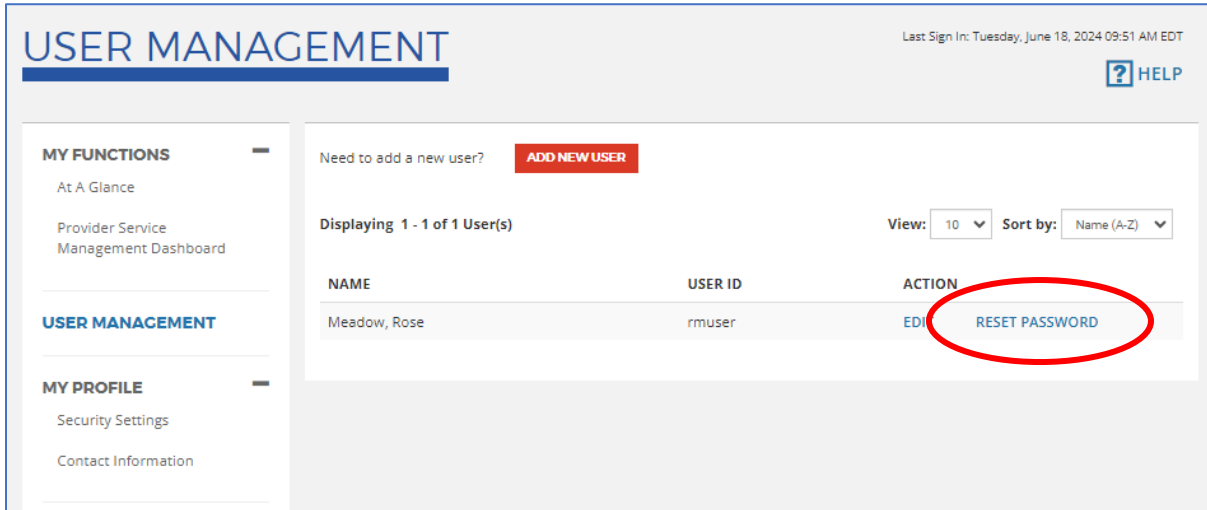 USER MANAGEMENT
Last Sign In: Tuesday, June 18, 2024 09:51 AM EDT
? HELP
MY FUNCTIONS
At A Glance
Provider Service
Management Dashboard
USER MANAGEMENT
MY PROFILE
Security Settings
Contact Information
Need to add a new user? ADD NEW USER
Displaying 1 - 1 of 1 User(s) View: 10 Sort by: Name (A-Z)
NAME USER ID ACTION
Meadow, Rose rmuser EDI RESET PASSWORD